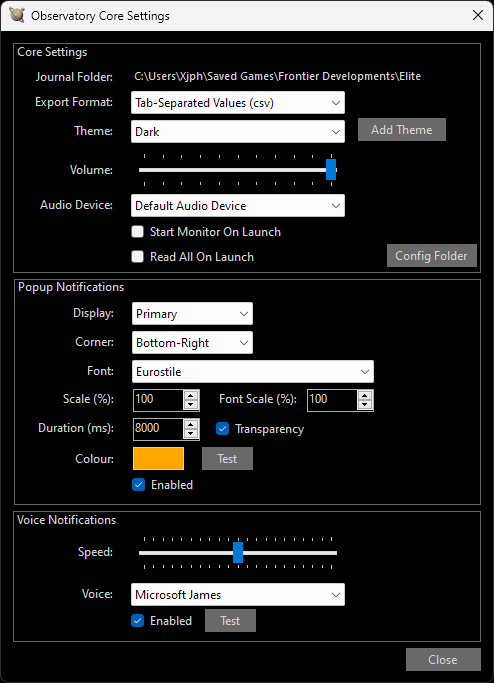 Observatory Core Settings
Core Settings
Journal Folder: C:\Users\Xjph\Saved Games\Frontier Developments\Elite
Export Format: Tab-Separated Values (csv)
Theme: Dark Add Theme
Volume:
Audio Device: Default Audio Device
Start Monitor On Launch
Read All On Launch Config Folder
Popup Notifications
Display: Primary
Corner: Bottom-Right
Font: Eurostile
Scale (%): 100 Font Scale (%): 100
Duration (ms): 8000 Transparency
Colour: Test
Enabled
Voice Notifications
Speed:
Voice: Microsoft James
Enabled Test
Close